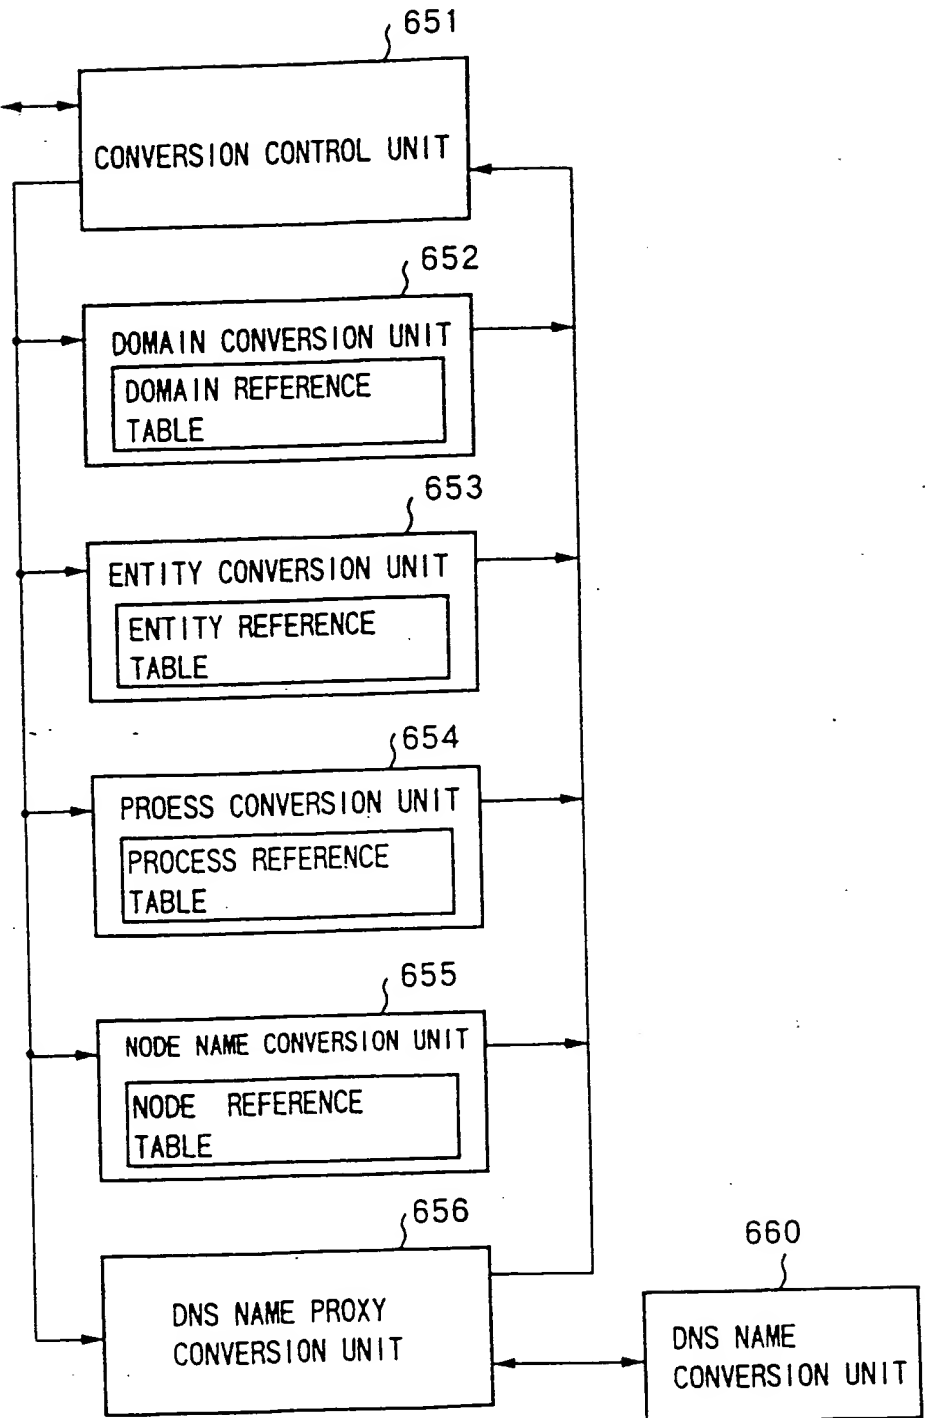 651
CONVERSION CONTROL UNIT
652
DOMAIN CONVERSION UNIT
DOMAIN REFERENCE
TABLE
653
ENTITY CONVERSION UNIT
ENTITY REFERENCE
TABLE
654
PROESS CONVERSION UNIT
PROCESS REFERENCE
TABLE
655
NODE NAME CONVERSION UNIT
NODE REFERENCE
TABLE
656
DNS NAME PROXY
CONVERSION UNIT
660
DNS NAME
CONVERSION UNIT